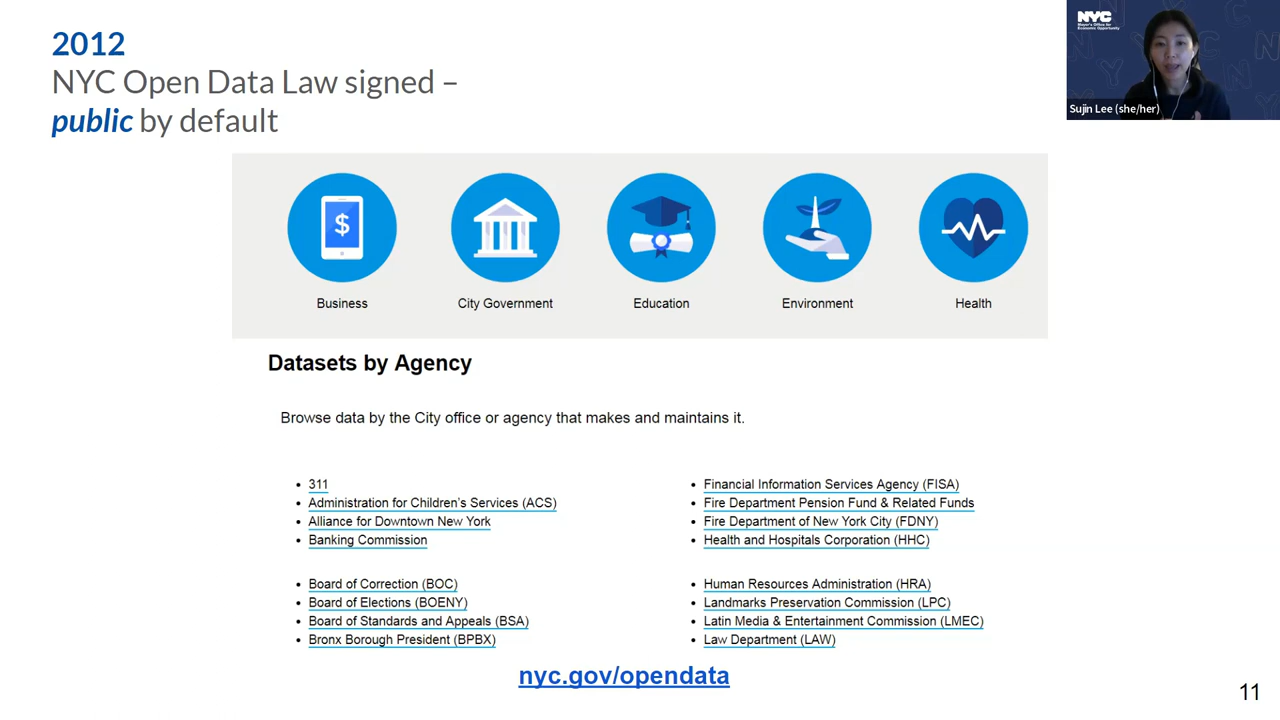 2012
NYC Open Data Law signed –
public by default
NYC
Mayor's Office for
Economic Opportunity
Sujin Lee (she/her)
$
Business
City Government
Education
Environment
Health
Datasets by Agency
Browse data by the City office or agency that makes and maintains it.
311
Administration for Children's Services (ACS)
Alliance for Downtown New York
Banking Commission
Board of Correction (BOC)
Board of Elections (BOENY)
Board of Standards and Appeals (BSA)
Bronx Borough President (BPBX)
Financial Information Services Agency (FISA)
Fire Department Pension Fund & Related Funds
Fire Department of New York City (FDNY)
Health and Hospitals Corporation (HHC)
Human Resources Administration (HRA)
Landmarks Preservation Commission (LPC)
Latin Media & Entertainment Commission (LMEC)
Law Department (LAW)
nyc.gov/opendata
11